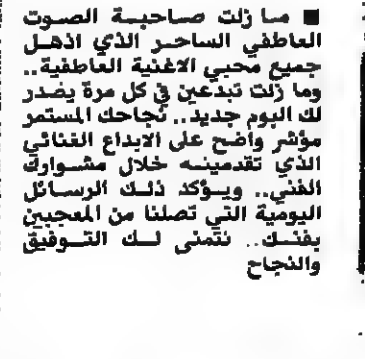 ■ ما زلت صاحبة الصوت
العاطفي الساحر الذي اذهل
جميع محبي الاغنية العاطفية..
وما زلت تبدعين في كل مرة يصدر
لك البوم جديد.. نجاحك المستمر
مؤشر واضح على الابداع الغنائي
الذي تقدمينه خلال مشوارك
الفني.. ويؤكد ذلك الرسائل
اليومية التي تصلنا من المعجبين
بفنك.. نتمنى لك التوفيق
والنجاح